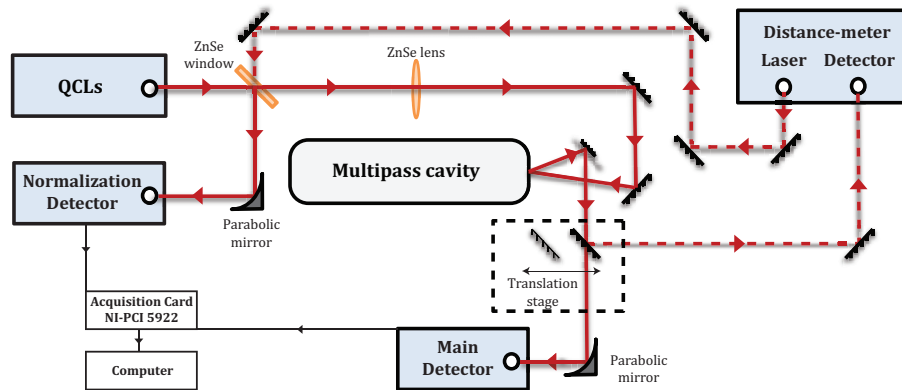 ZnSe
window
ZnSe lens
Distance-meter
Laser Detector
QCLs
Multipass cavity
Normalization
Detector
Parabolic
mirror
Translation
stage
Acquisition Card
NI-PCI 5922
Computer
Main
Detector
Parabolic
mirror